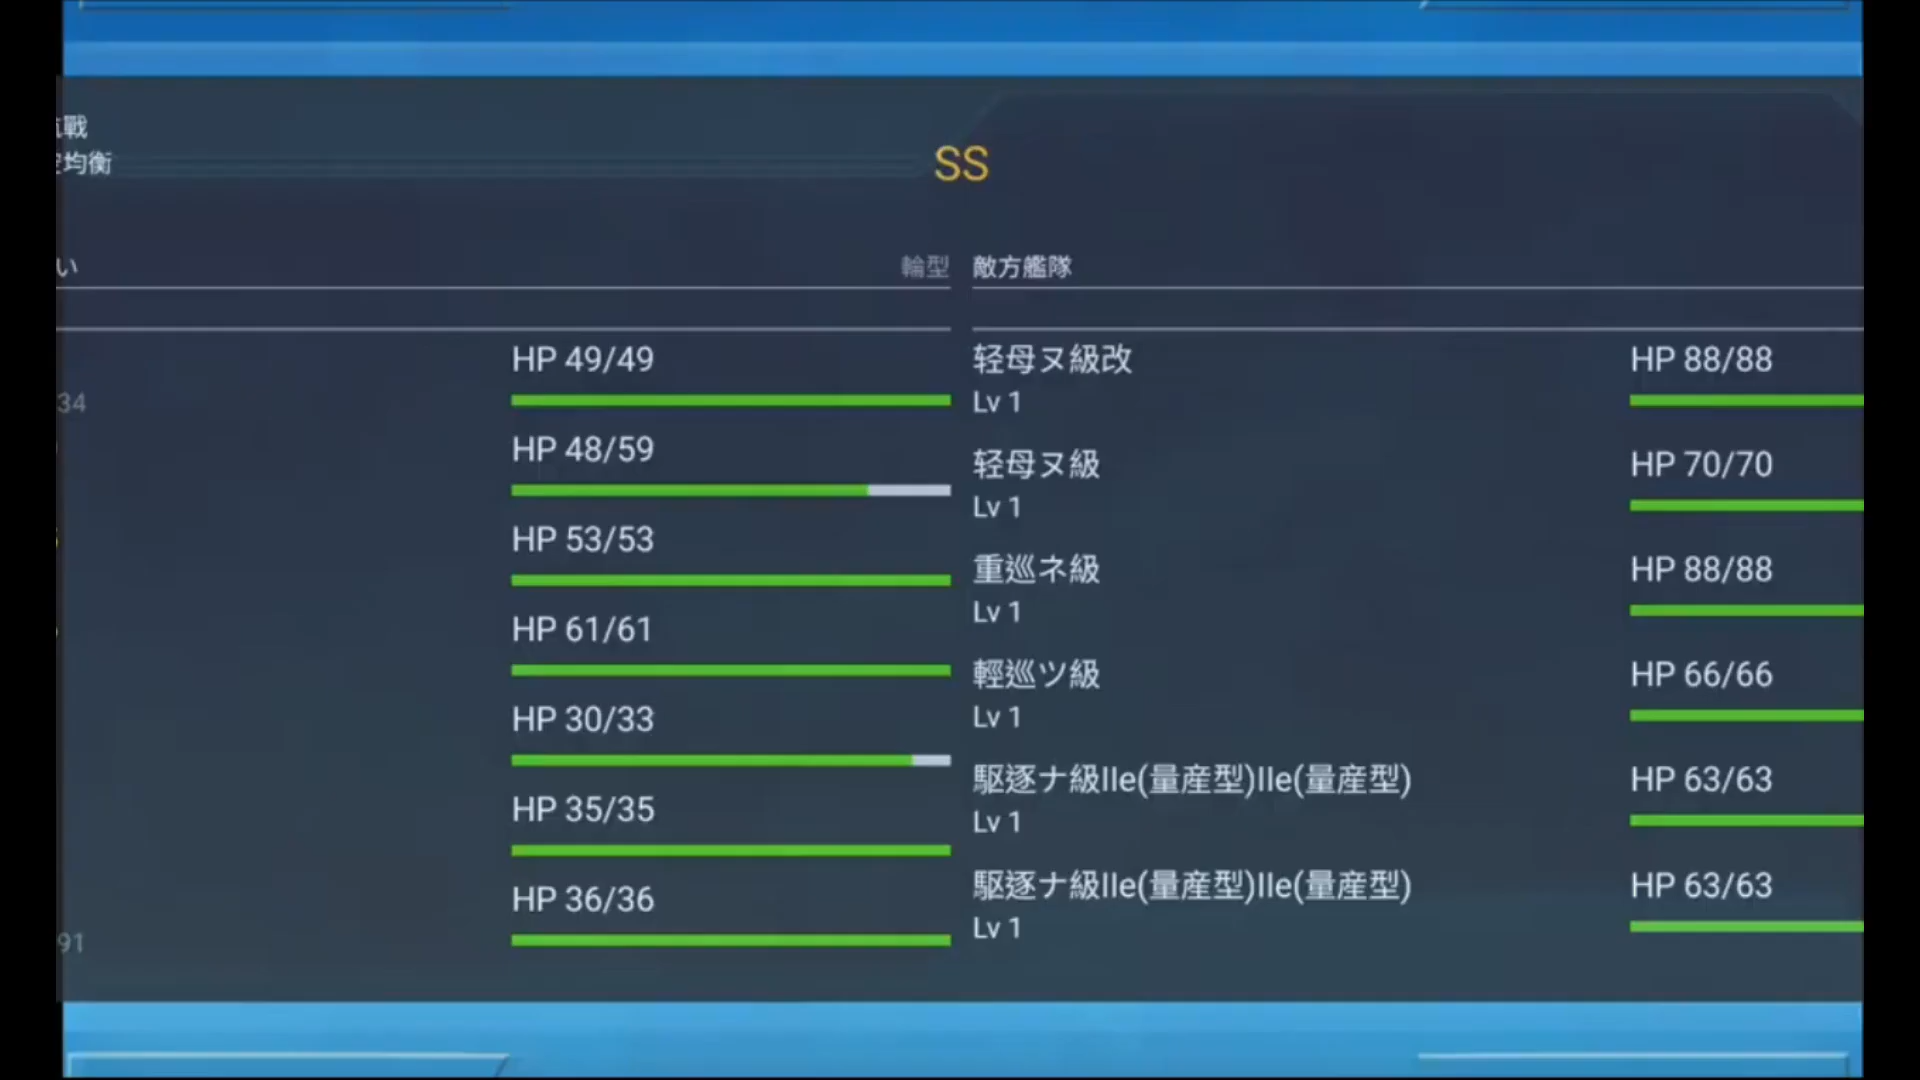 戰
均衡
SS
い
輪型
敵方艦隊
34
HP 49/49
HP 48/59
HP 53/53
HP 61/61
HP 30/33
HP 35/35
HP 36/36
91
轻母ヌ級改
Lv 1
HP 88/88
轻母ヌ級
Lv 1
HP 70/70
重巡ネ級
Lv 1
HP 88/88
輕巡ツ級
Lv 1
HP 66/66
駆逐ナ級IIe(量産型)IIe(量産型)
Lv 1
HP 63/63
駆逐ナ級IIe(量産型)IIe(量産型)
Lv 1
HP 63/63